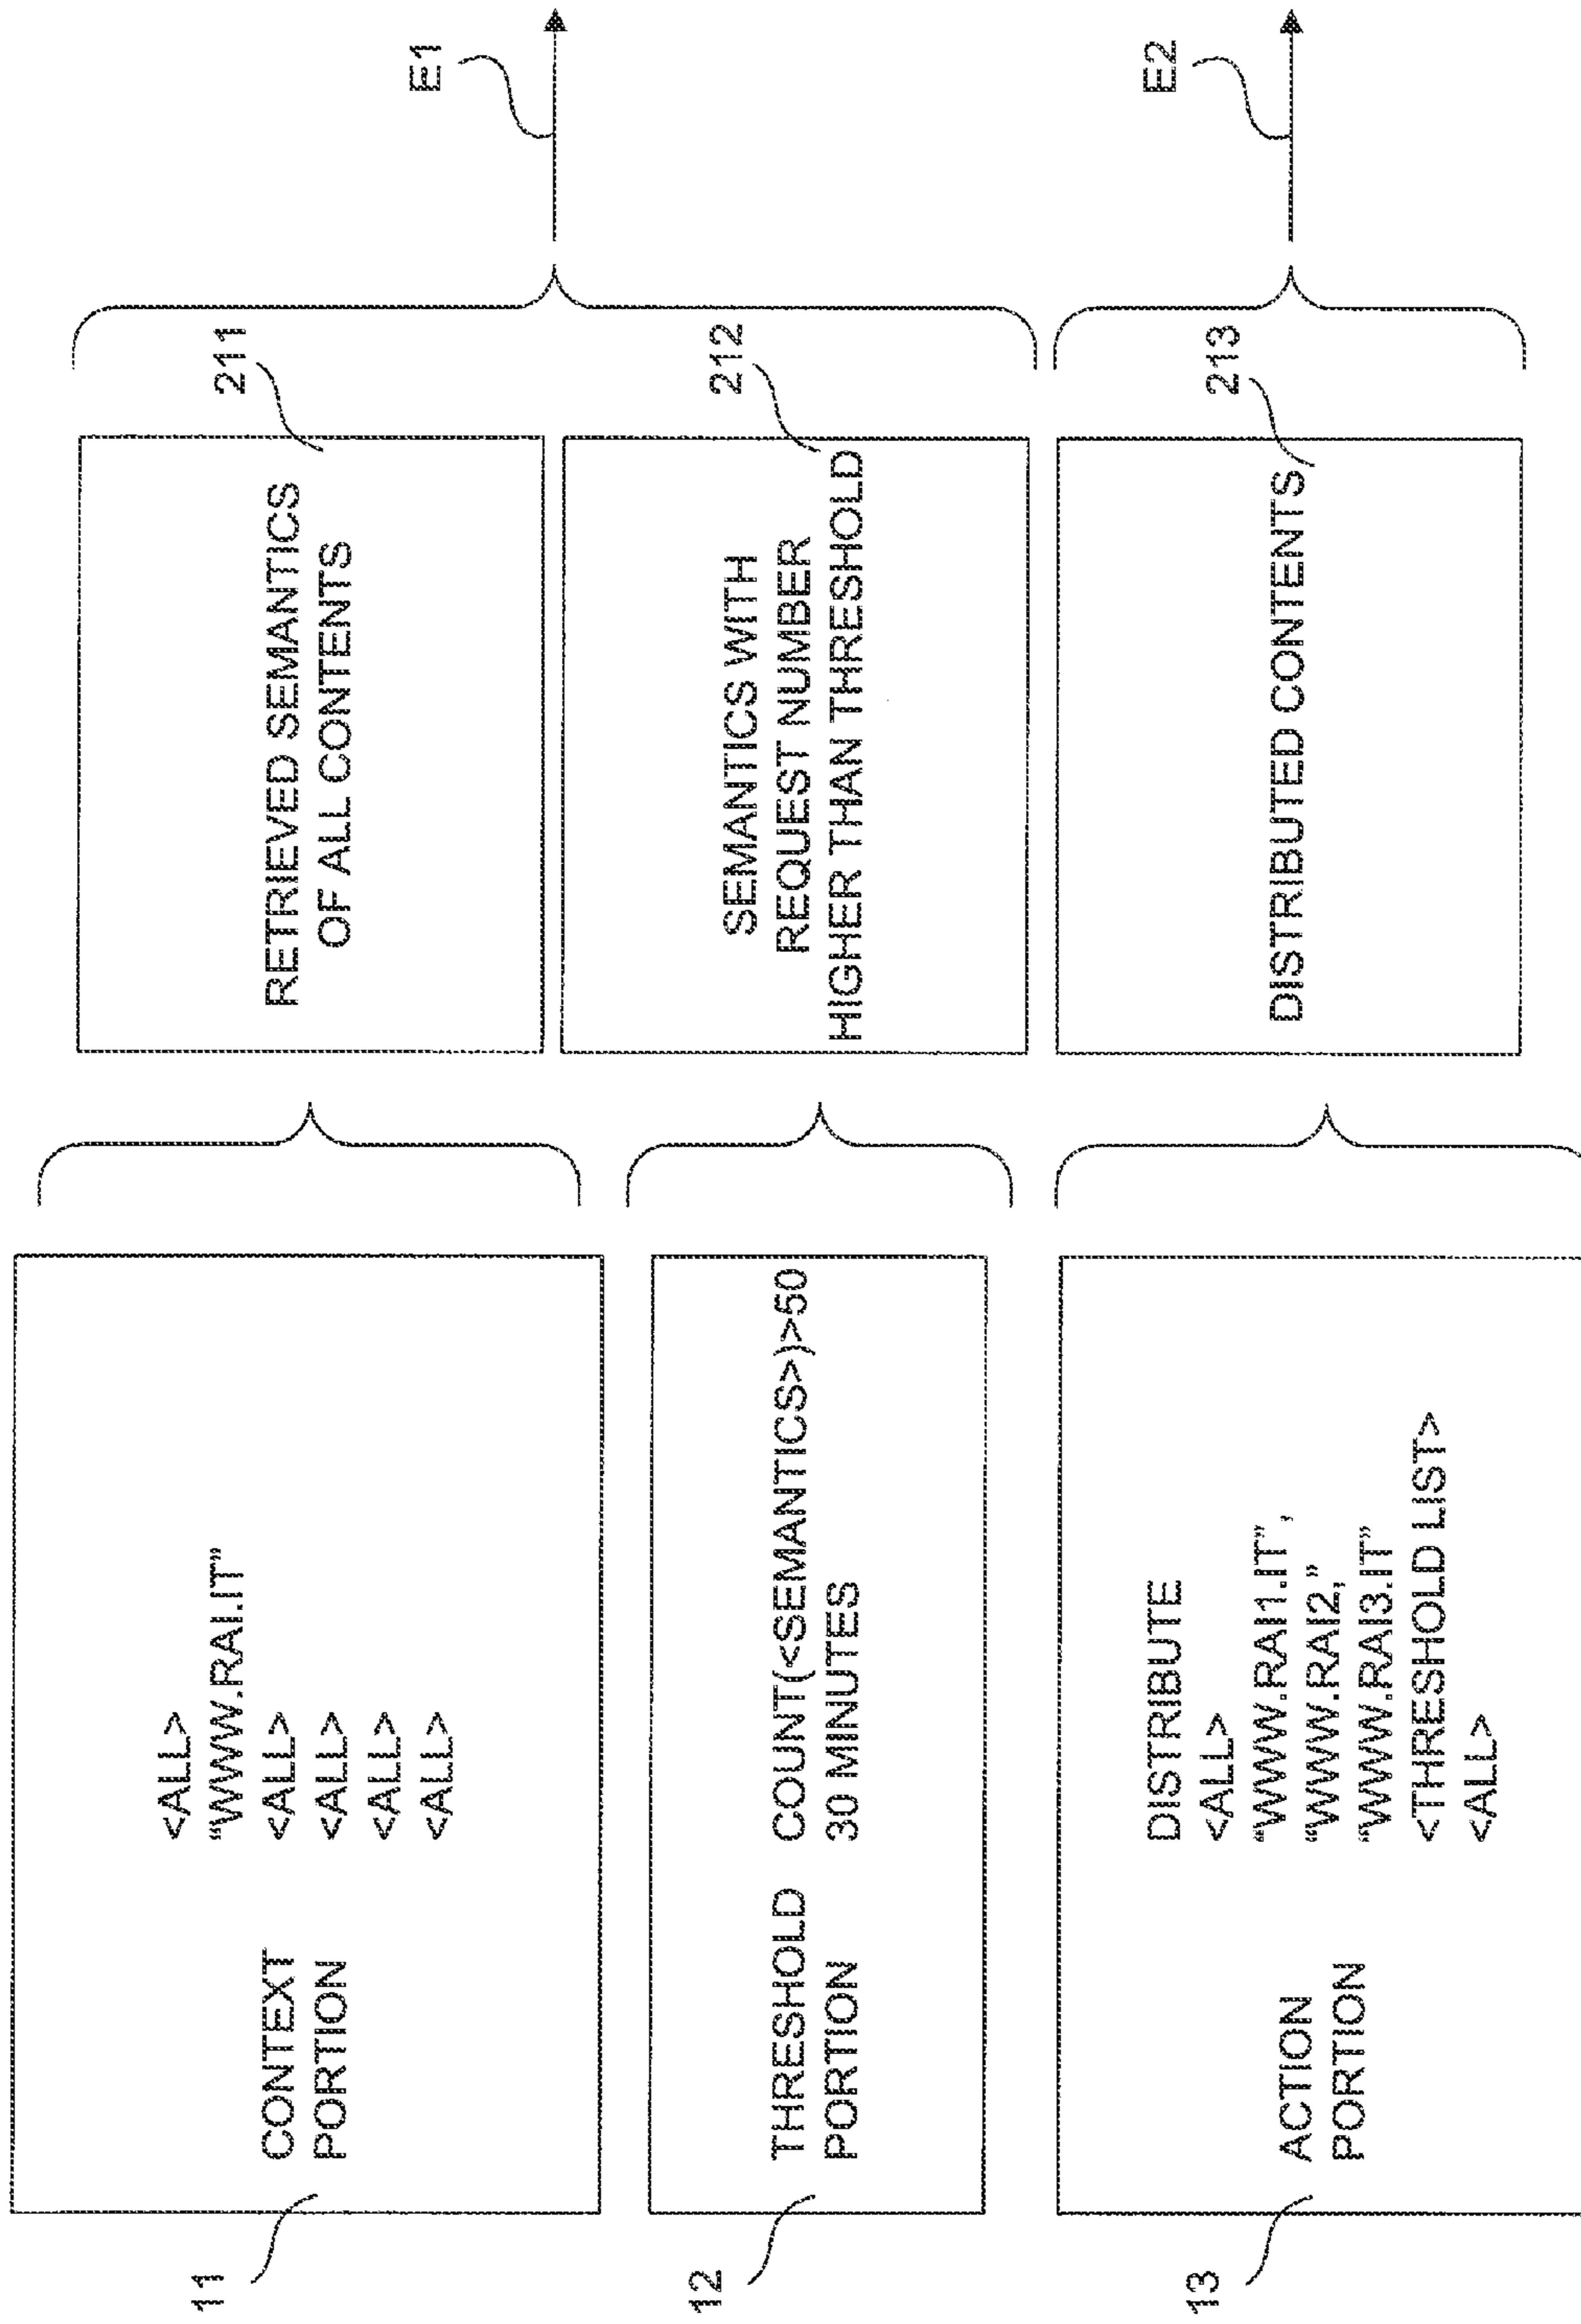 11
CONTEXT
PORTION
<ALL>
“WWW.RAI.IT”
<ALL>
<ALL>
<ALL>
<ALL>
211
RETRIEVED SEMANTICS
OF ALL CONTENTS
E1
12
THRESHOLD
PORTION
COUNT(<SEMANTICS>)>50
30 MINUTES
212
SEMANTICS WITH
REQUEST NUMBER
HIGHER THAN THRESHOLD
13
ACTION
PORTION
DISTRIBUTE
<ALL>
“WWW.RAI1.IT”,
“WWW.RAI2,”
“WWW.RAI3.IT”
<THRESHOLD LIST>
<ALL>
213
DISTRIBUTED CONTENTS
E2